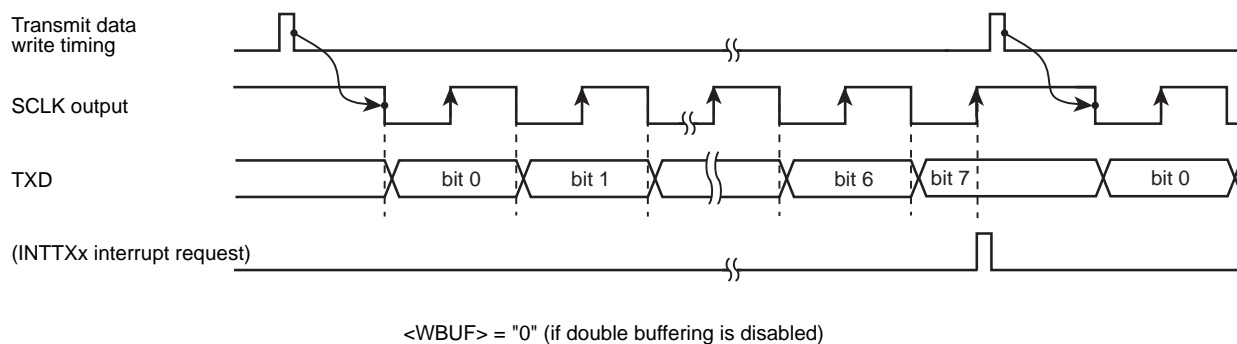 Transmit data
write timing
SCLK output
TXD
bit 0
bit 1
bit 6
bit 7
bit 0
(INTTXx interrupt request)
<WBUF> = "0" (if double buffering is disabled)